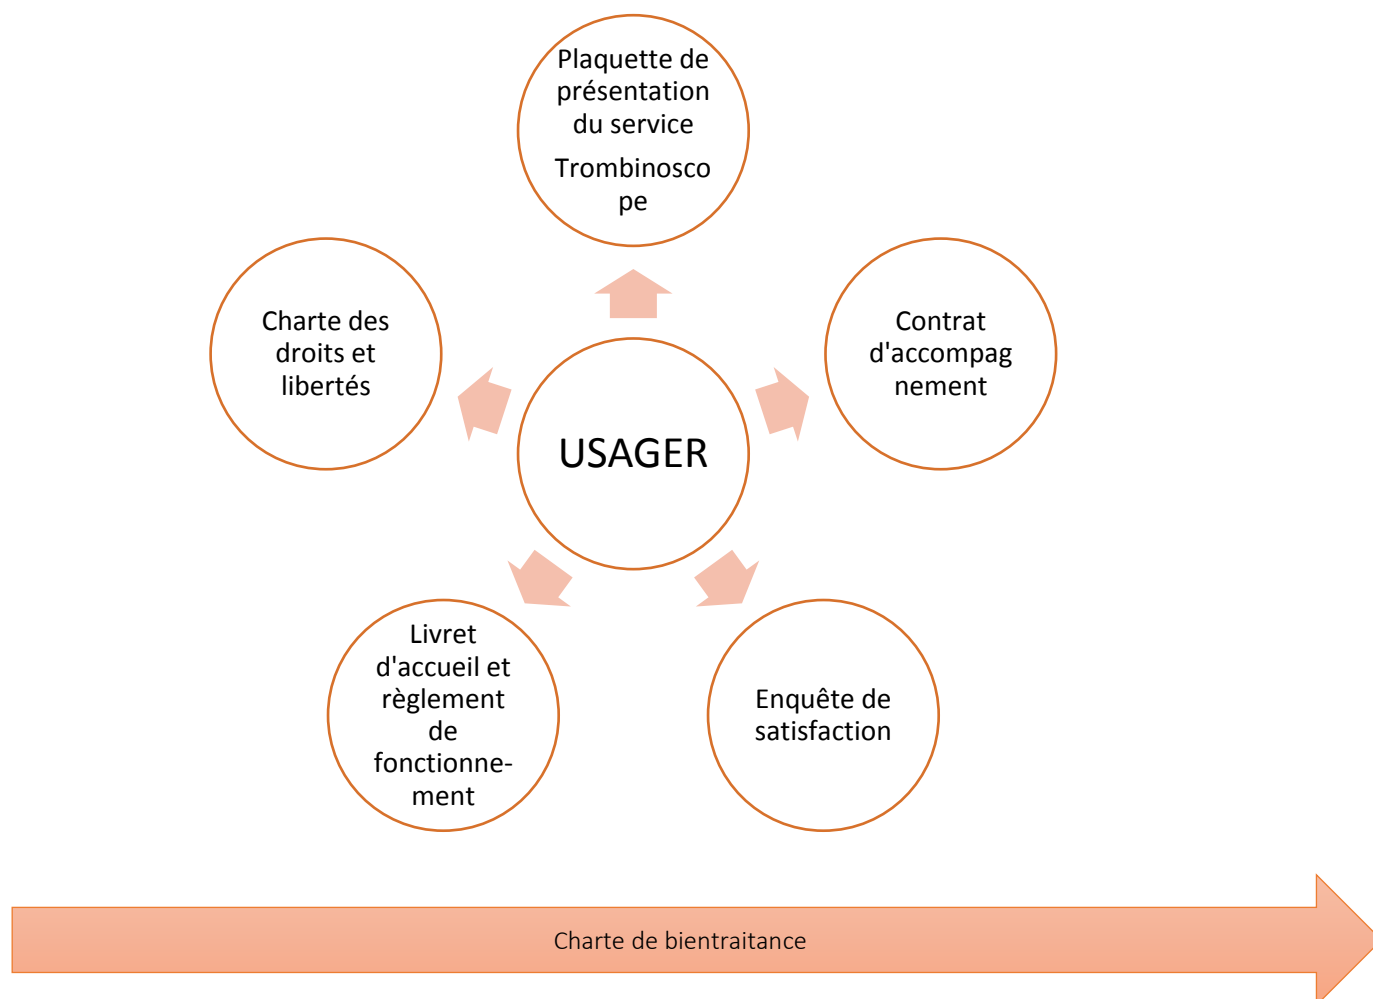 Plaquette de
présentation
du service
Trombinosco
pe
Charte des
droits et
libertés
Contrat
d'accompag
nement
USAGER
Livret
d'accueil et
règlement
de
fonctionne-
ment
Enquête de
satisfaction
Charte de bientraitance